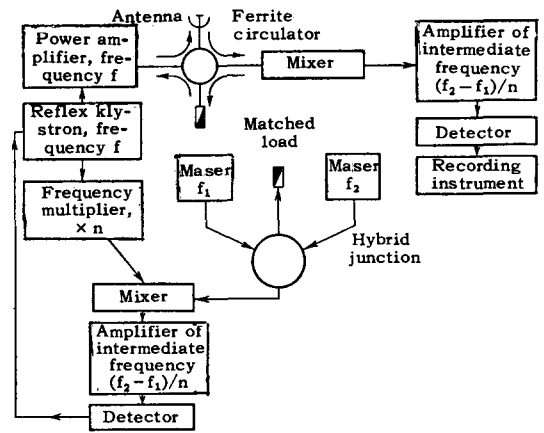 Antenna
Ferrite
circulator
Power am-
plifier, fre-
quency f
Mixer
Amplifier of
intermediate
frequency
(f₂-f₁)/n
Reflex kly-
stron, fre-
quency f
Detector
Matched
load
Recording
instrument
Maser
f₁
Maser
f₂
Frequency
multiplier,
× n
Hybrid
junction
Mixer
Amplifier of
intermediate
frequency
(f₂-f₁)/n
Detector